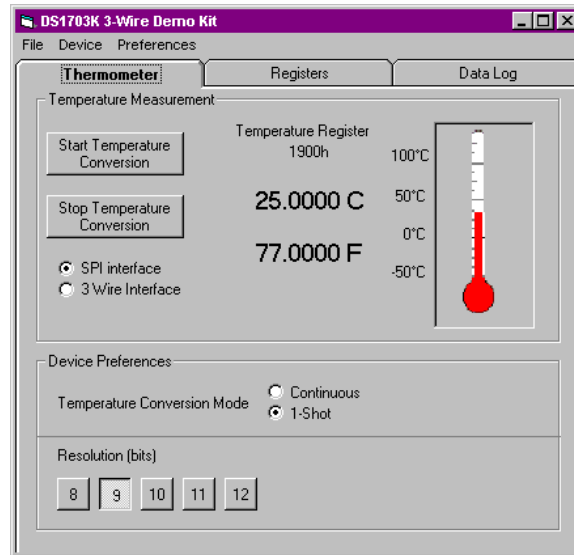 DS1703K 3-Wire Demo Kit
File Device Preferences
Thermometer Registers Data Log
Temperature Measurement
Start Temperature
Conversion
Stop Temperature
Conversion
SPI interface
3 Wire Interface
Temperature Register
1900h
25.0000 C
77.0000 F
100°C
50°C
0°C
-50°C
Device Preferences
Temperature Conversion Mode
Continuous
1-Shot
Resolution (bits)
8 9 10 11 12